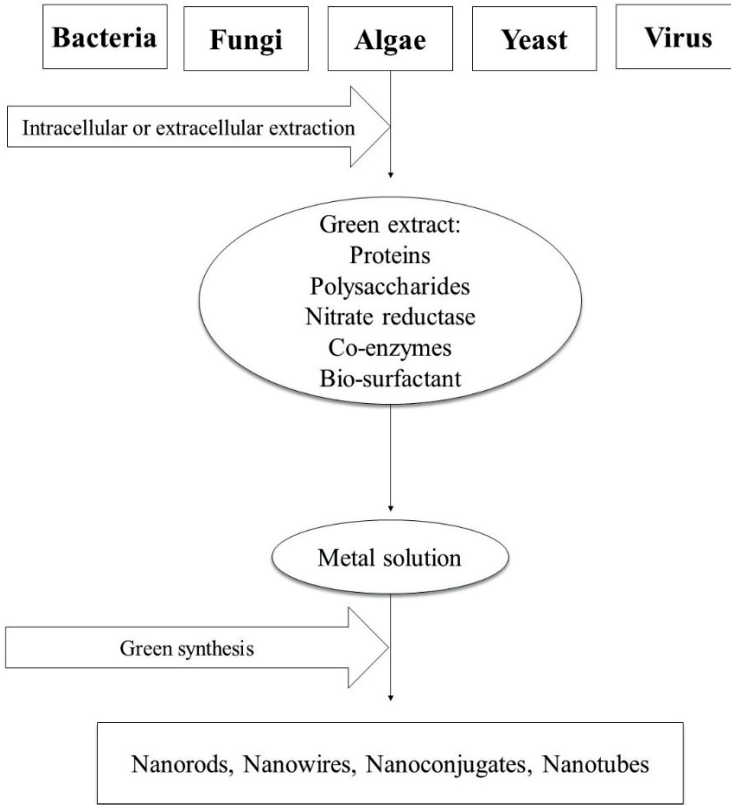 Bacteria Fungi Algae Yeast Virus
Intracellular or extracellular extraction
Green extract:
Proteins
Polysaccharides
Nitrate reductase
Co-enzymes
Bio-surfactant
Metal solution
Green synthesis
Nanorods, Nanowires, Nanoconjugates, Nanotubes